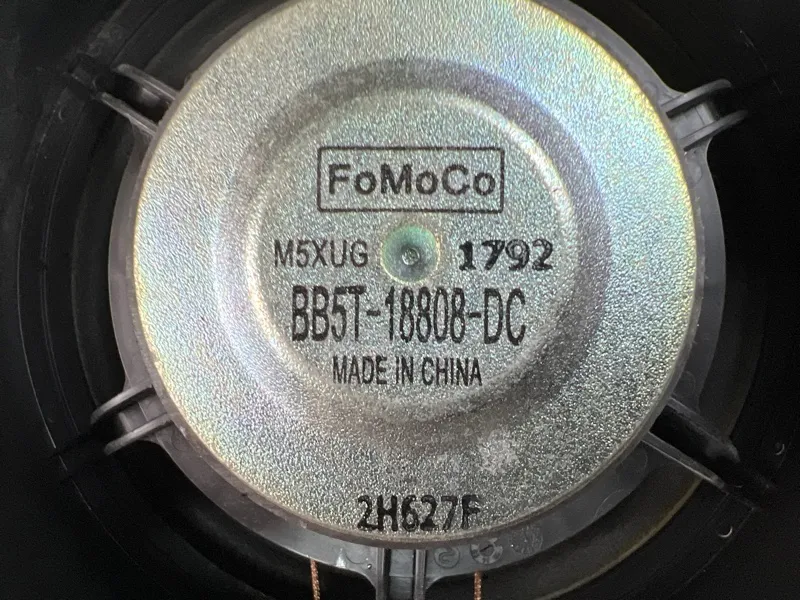 FoMoCo
M5XUG 1792
BB5T-18808-DC
MADE IN CHINA
2H627F